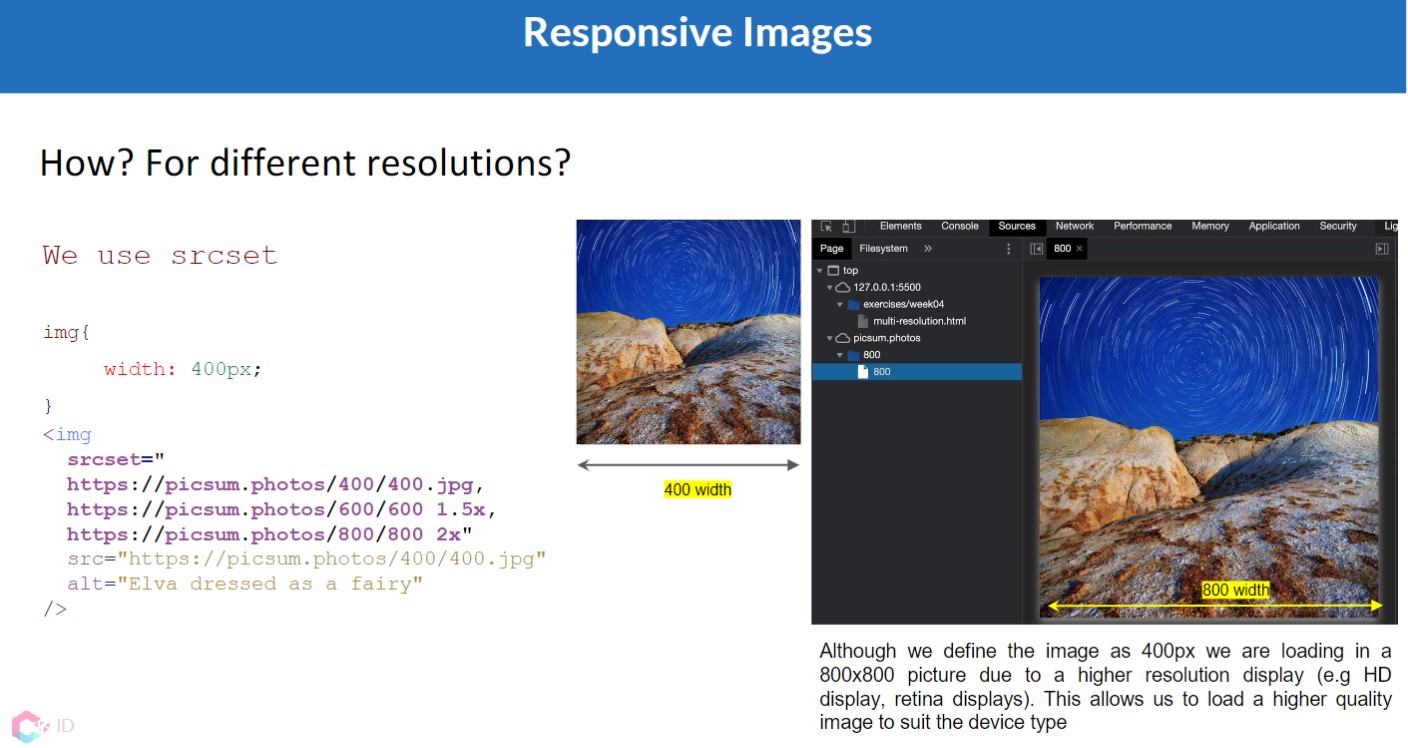 Responsive Images
How? For different resolutions?
We use srcset
img{
width: 400px;
}
<img
srcset="
https://picsum.photos/400/400.jpg,
https://picsum.photos/600/600 1.5x,
https://picsum.photos/800/800 2x"
src="https://picsum.photos/400/400.jpg"
alt="Elva dressed as a fairy"
/>
400 width
Elements Console Sources Network Performance Memory Application Security Lig
Page Filesystem »
800 ×
top
127.0.0.1:5500
exercises/week04
multi-resolution.html
picsum.photos
800
800
800 width
Although we define the image as 400px we are loading in a
800x800 picture due to a higher resolution display (e.g HD
display, retina displays). This allows us to load a higher quality
image to suit the device type
ID